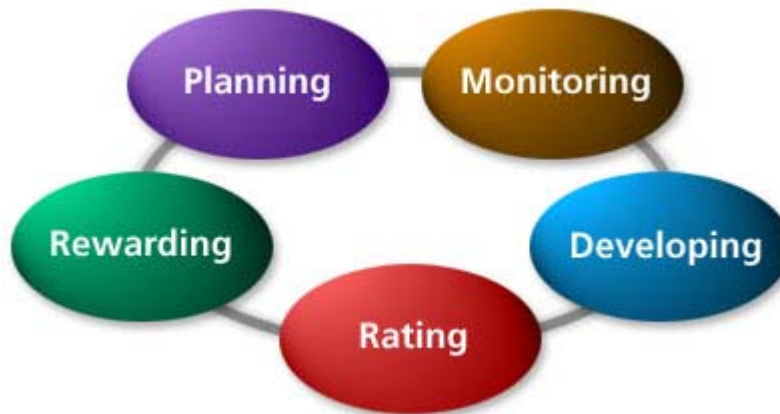 Planning
Monitoring
Developing
Rating
Rewarding